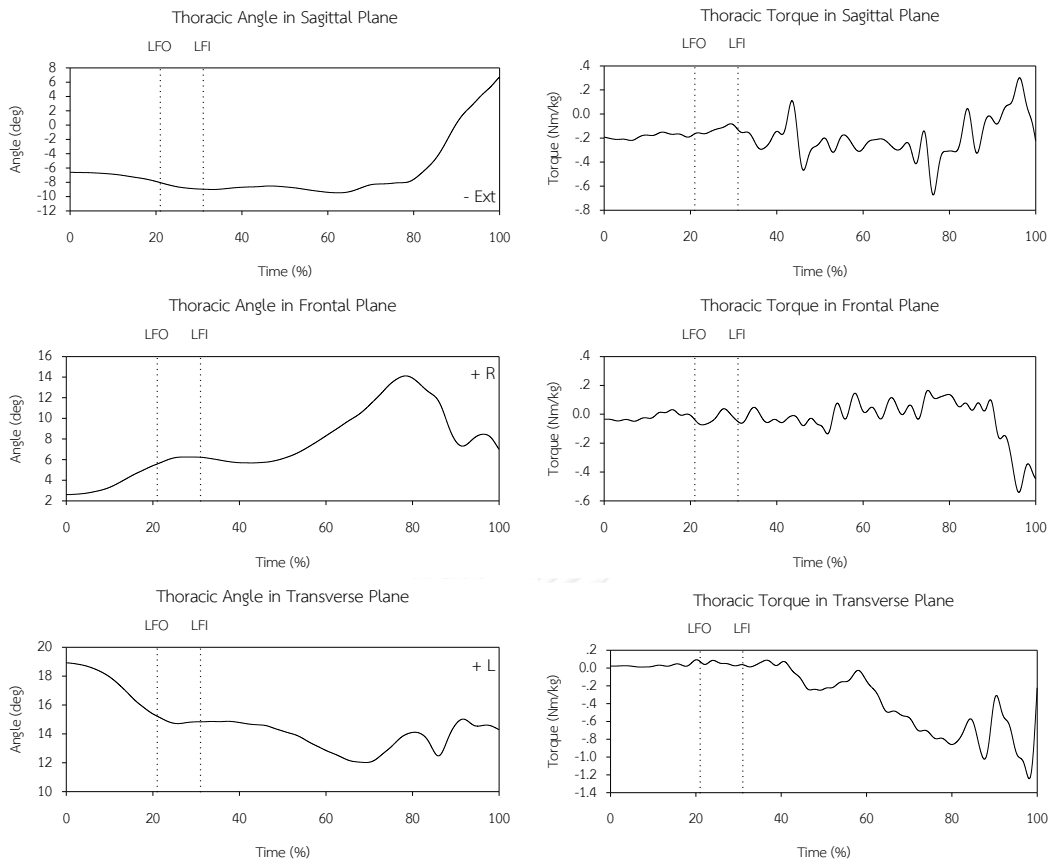 Thoracic Angle in Sagittal Plane
LFO LFI
8
6
4
2
0
-2
-4
-6
-8
-10
-12
Angle (deg)
- Ext
0 20 40 60 80 100
Time (%)
Thoracic Torque in Sagittal Plane
LFO LFI
.4
.2
0.0
-.2
-.4
-.6
-.8
Torque (Nm/kg)
0 20 40 60 80 100
Time (%)
Thoracic Angle in Frontal Plane
LFO LFI
16
14
12
10
8
6
4
2
Angle (deg)
+ R
0 20 40 60 80 100
Time (%)
Thoracic Torque in Frontal Plane
LFO LFI
.4
.2
0.0
-.2
-.4
-.6
Torque (Nm/kg)
0 20 40 60 80 100
Time (%)
Thoracic Angle in Transverse Plane
LFO LFI
20
18
16
14
12
10
Angle (deg)
+ L
0 20 40 60 80 100
Time (%)
Thoracic Torque in Transverse Plane
LFO LFI
.2
0.0
-.2
-.4
-.6
-.8
-1.0
-1.2
-1.4
Torque (Nm/kg)
0 20 40 60 80 100
Time (%)